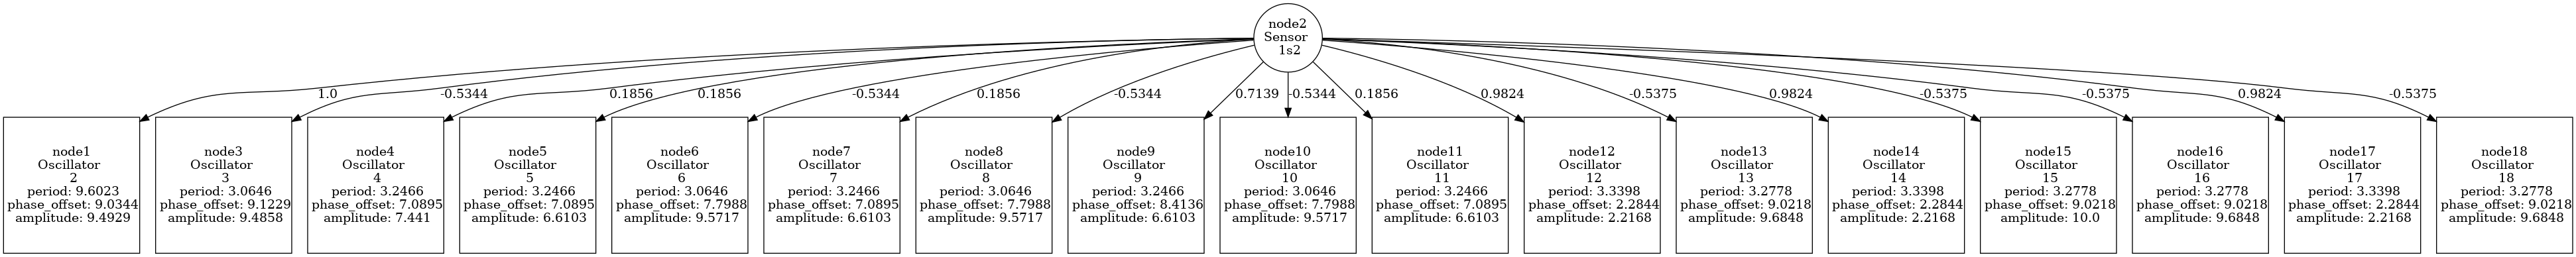 node2
Sensor
1s2
1.0
-0.5344
0.1856
0.1856
-0.5344
0.1856
-0.5344
0.7139
-0.5344
0.1856
0.9824
-0.5375
0.9824
-0.5375
-0.5375
0.9824
-0.5375
node1
Oscillator
2
period: 9.6023
phase_offset: 9.0344
amplitude: 9.4929
node3
Oscillator
3
period: 3.0646
phase_offset: 9.1229
amplitude: 9.4858
node4
Oscillator
4
period: 3.2466
phase_offset: 7.0895
amplitude: 7.441
node5
Oscillator
5
period: 3.2466
phase_offset: 7.0895
amplitude: 6.6103
node6
Oscillator
6
period: 3.0646
phase_offset: 7.7988
amplitude: 9.5717
node7
Oscillator
7
period: 3.2466
phase_offset: 7.0895
amplitude: 6.6103
node8
Oscillator
8
period: 3.0646
phase_offset: 7.7988
amplitude: 9.5717
node9
Oscillator
9
period: 3.2466
phase_offset: 8.4136
amplitude: 6.6103
node10
Oscillator
10
period: 3.0646
phase_offset: 7.7988
amplitude: 9.5717
node11
Oscillator
11
period: 3.2466
phase_offset: 7.0895
amplitude: 6.6103
node12
Oscillator
12
period: 3.3398
phase_offset: 2.2844
amplitude: 2.2168
node13
Oscillator
13
period: 3.2778
phase_offset: 9.0218
amplitude: 9.6848
node14
Oscillator
14
period: 3.3398
phase_offset: 2.2844
amplitude: 2.2168
node15
Oscillator
15
period: 3.2778
phase_offset: 9.0218
amplitude: 10.0
node16
Oscillator
16
period: 3.2778
phase_offset: 9.0218
amplitude: 9.6848
node17
Oscillator
17
period: 3.3398
phase_offset: 2.2844
amplitude: 2.2168
node18
Oscillator
18
period: 3.2778
phase_offset: 9.0218
amplitude: 9.6848